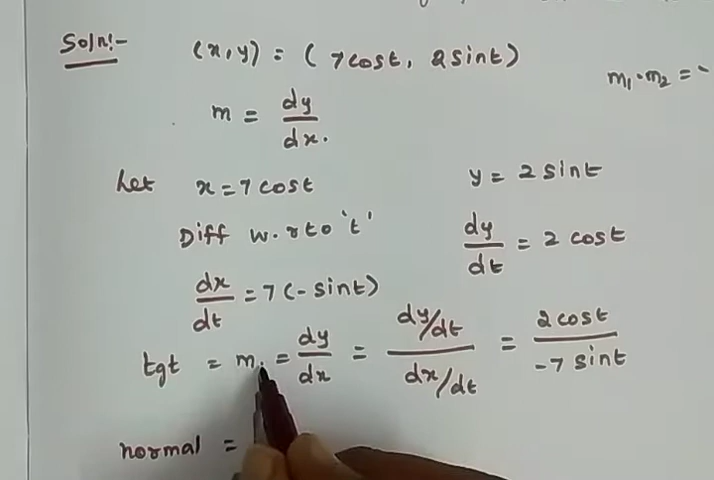 Soln:- (x,y) = ( 7cost, 2sint)
m₁·m₂ = -
m = dy/dx.
Let x = 7 cost y = 2 sint
Diff w.r to 't' dy/dt = 2 cost
dx/dt = 7 (- sint)
tgt = m. = dy/dx = (dy/dt)/(dx/dt) = 2cost/-7 sint
normal =